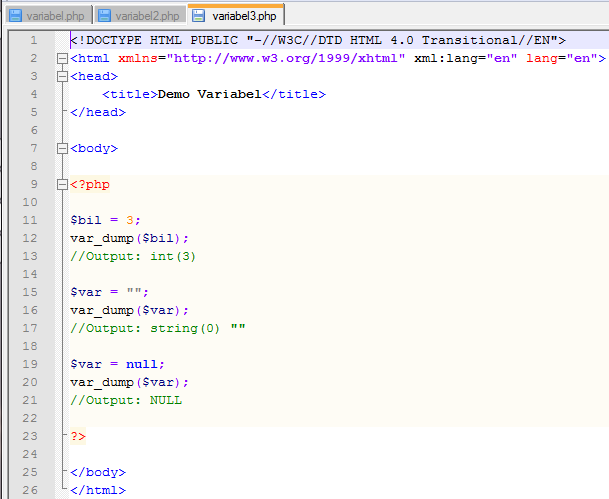 variabel.php variabel2.php variabel3.php
1 <!DOCTYPE HTML PUBLIC "-//W3C//DTD HTML 4.0 Transitional//EN">
2 <html xmlns="http://www.w3.org/1999/xhtml" xml:lang="en" lang="en">
3 <head>
4     <title>Demo Variabel</title>
5 </head>
6
7 <body>
8
9 <?php
10
11 $bil = 3;
12 var_dump($bil);
13 //Output: int(3)
14
15 $var = "";
16 var_dump($var);
17 //Output: string(0) ""
18
19 $var = null;
20 var_dump($var);
21 //Output: NULL
22
23 ?>
24
25 </body>
26 </html>